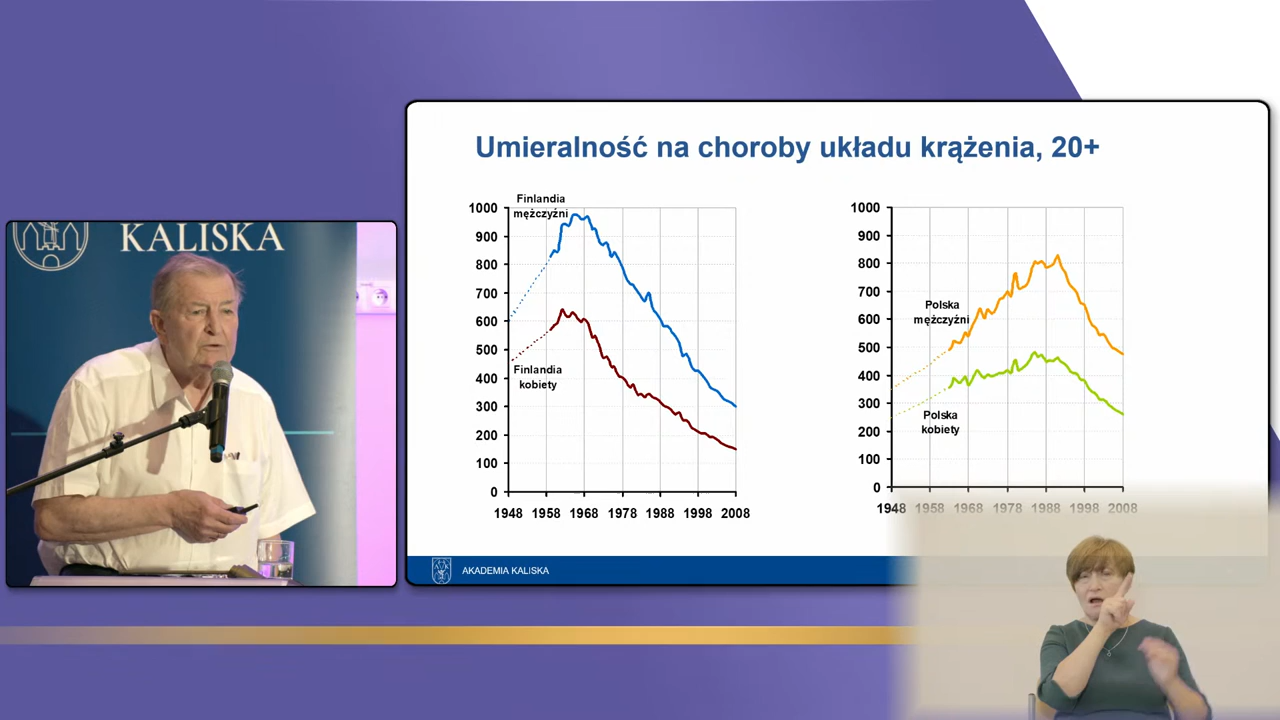 KALISKA
Umieralność na choroby układu krążenia, 20+
Finlandia
mężczyźni
1000
900
800
700
600
500
400
300
200
100
0
Finlandia
kobiety
1948 1958 1968 1978 1988 1998 2008
1000
900
800
700
600
500
400
300
200
100
0
Polska
mężczyźni
Polska
kobiety
1948 1958 1968 1978 1988 1998 2008
AKADEMIA KALISKA